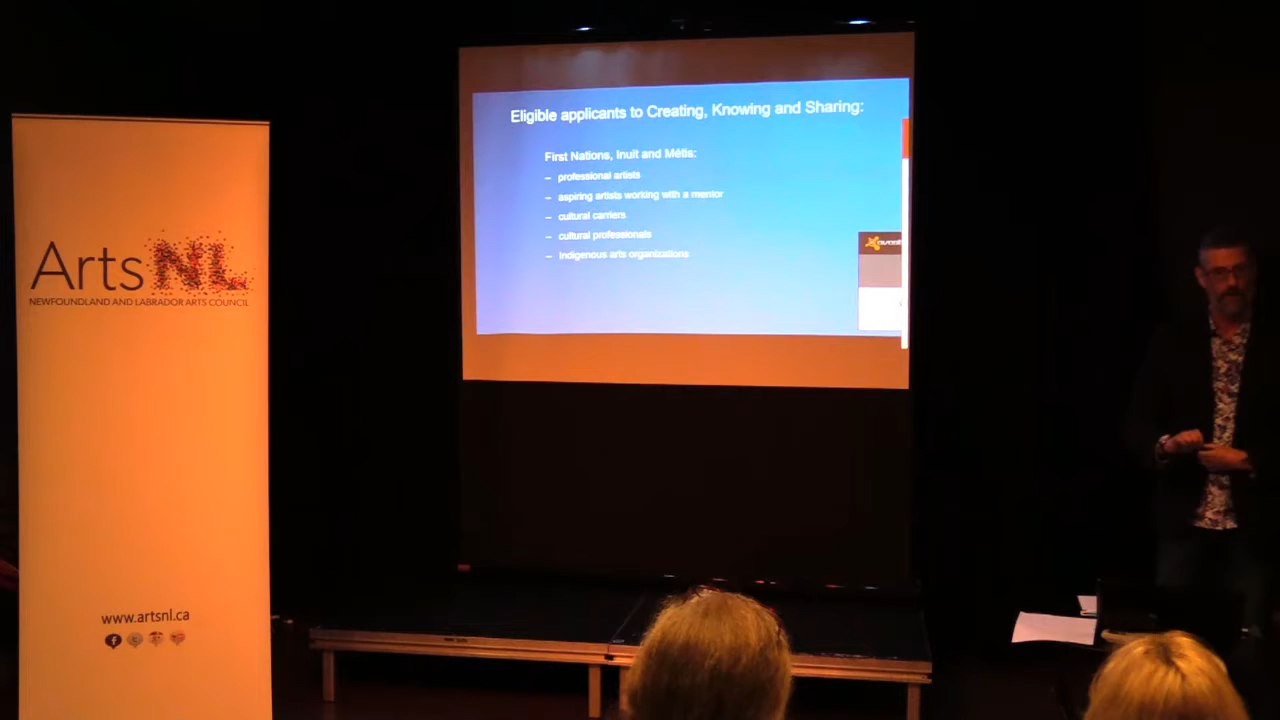 Arts NL
NEWFOUNDLAND AND LABRADOR ARTS COUNCIL
www.artsnl.ca
Eligible applicants to Creating, Knowing and Sharing:
First Nations, Inuit and Métis:
– professional artists
– aspiring artists working with a mentor
– cultural carriers
– cultural professionals
– Indigenous arts organizations
avast